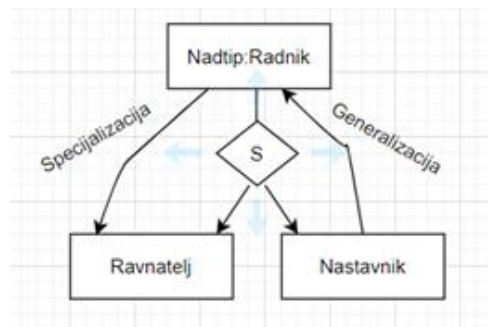 Nadtip:Radnik
Specijalizacija
Generalizacija
S
Ravnatelj
Nastavnik